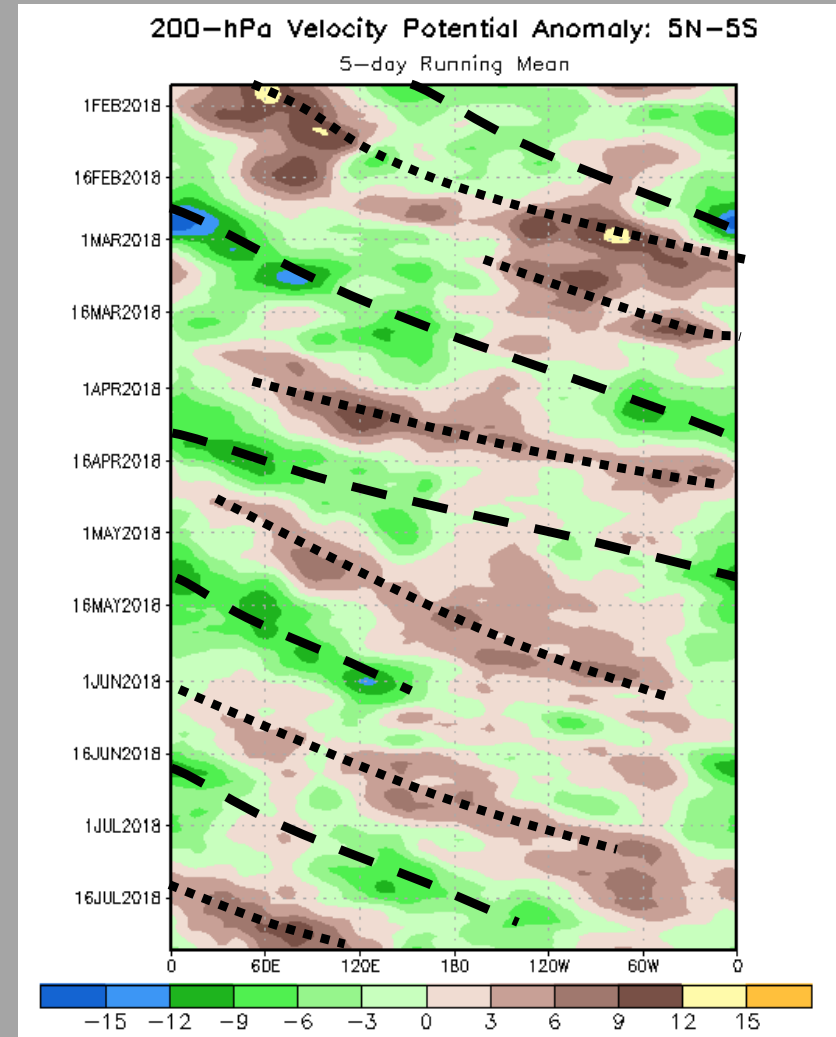 200-hPa Velocity Potential Anomaly: 5N-5S
5-day Running Mean
1FEB2018
16FEB2018
1MAR2018
16MAR2018
1APR2018
16APR2018
1MAY2018
16MAY2018
1JUN2018
16JUN2018
1JUL2018
16JUL2018
0 60E 120E 180 120W 60W 0
-15 -12 -9 -6 -3 0 3 6 9 12 15